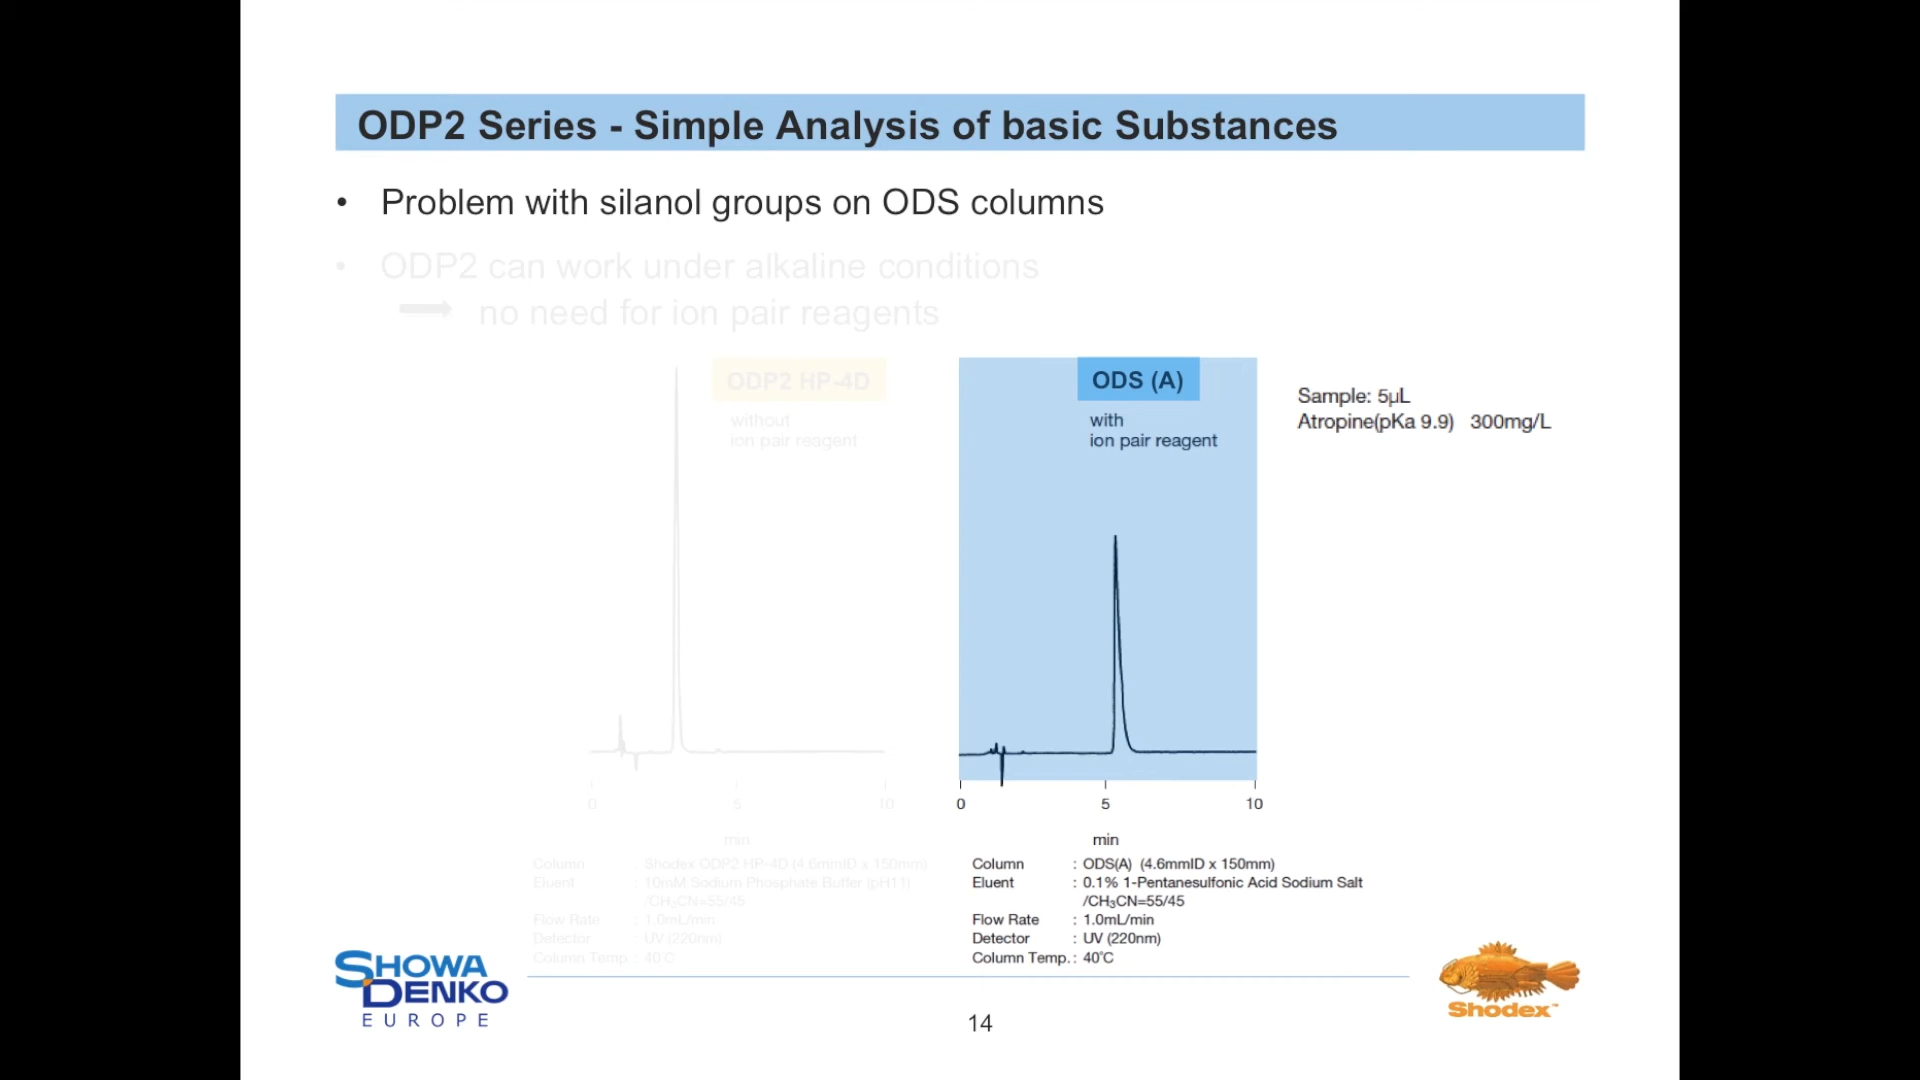 ODP2 Series - Simple Analysis of basic Substances
• Problem with silanol groups on ODS columns
• ODP2 can work under alkaline conditions
no need for ion pair reagents
ODP2 HP-4D
without
ion pair reagent
0 5 10
min
Column : Shodex ODP2 HP-4D (4.6mmID x 150mm)
Eluent : 10mM Sodium Phosphate Buffer (pH11)
/CH₃CN=55/45
Flow Rate : 1.0mL/min
Detector : UV (220nm)
Column Temp. : 40˚C
ODS (A)
with
ion pair reagent
0 5 10
min
Column : ODS(A) (4.6mmID x 150mm)
Eluent : 0.1% 1-Pentanesulfonic Acid Sodium Salt
/CH₃CN=55/45
Flow Rate : 1.0mL/min
Detector : UV (220nm)
Column Temp. : 40˚C
Sample: 5µL
Atropine(pKa 9.9) 300mg/L
SHOWA
DENKO
EUROPE
14
Shodex™